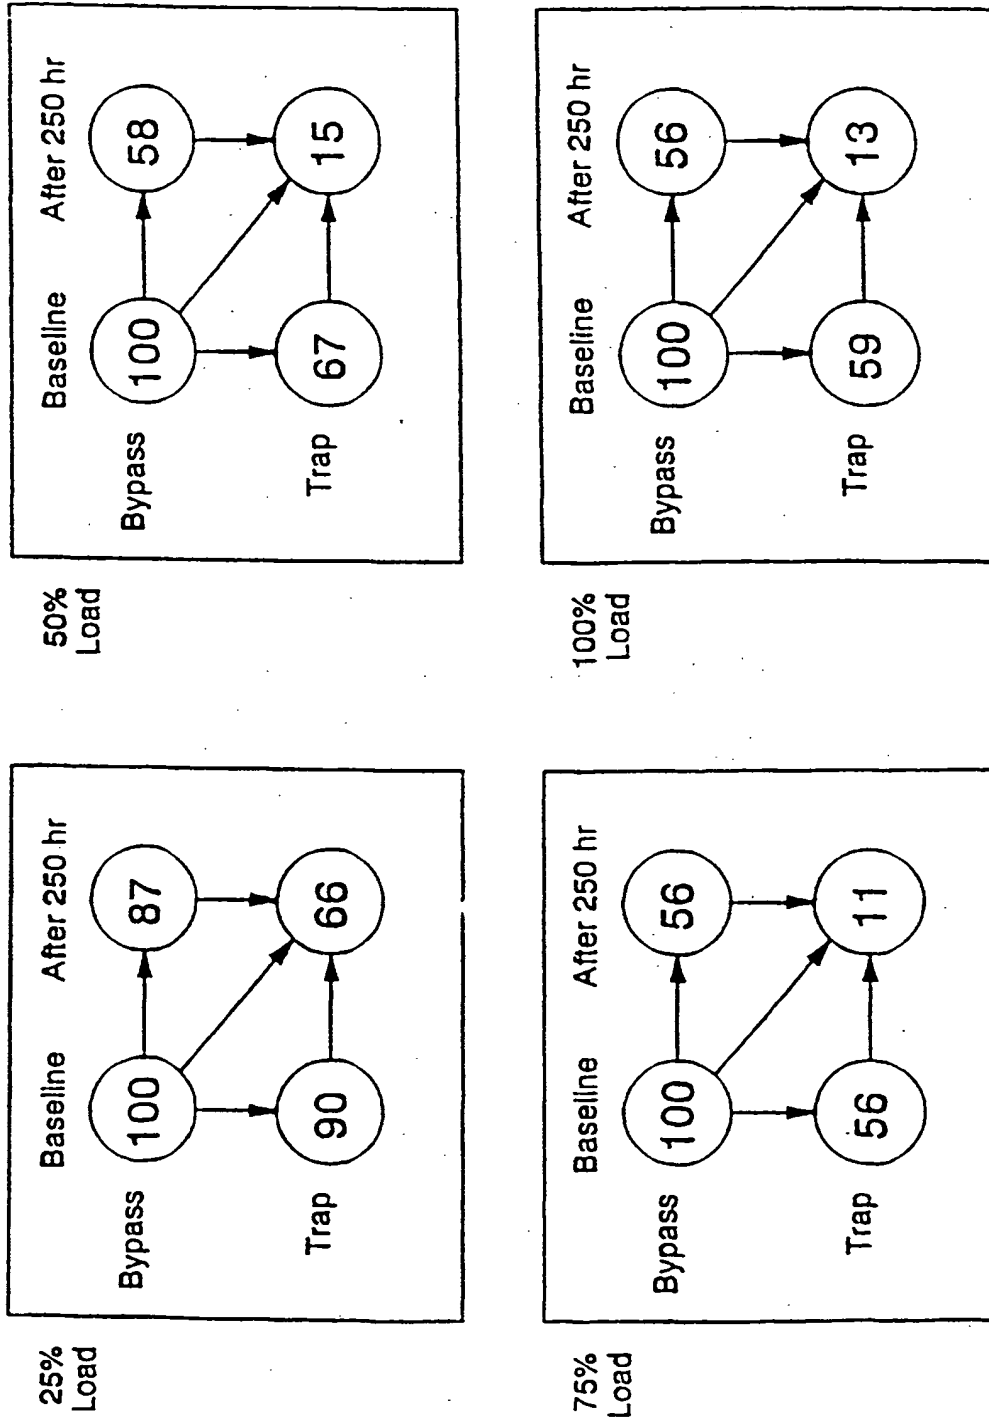 25%
Load
Baseline After 250 hr
Bypass 100 87
Trap 90 66
50%
Load
Baseline After 250 hr
Bypass 100 58
Trap 67 15
75%
Load
Baseline After 250 hr
Bypass 100 56
Trap 56 11
100%
Load
Baseline After 250 hr
Bypass 100 56
Trap 59 13